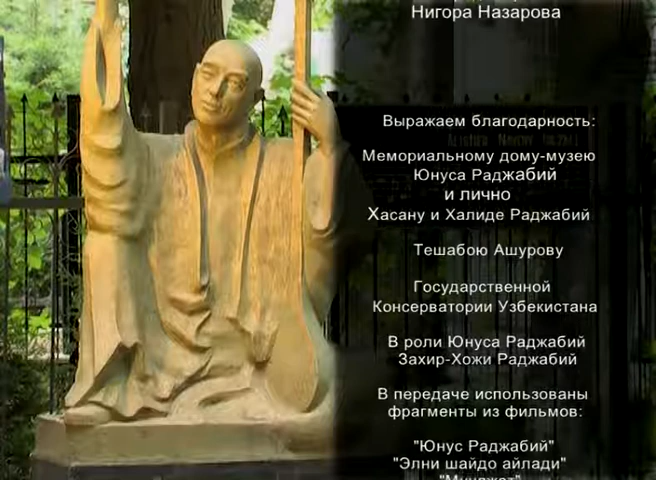 Нигора Назарова
Выражаем благодарность:
Мемориальному дому-музею
Юнуса Раджабий
и лично
Хасану и Халиде Раджабий
Тешабою Ашурову
Государственной
Консерватории Узбекистана
В роли Юнуса Раджабий
Захир-Хожи Раджабий
В передаче использованы
фрагменты из фильмов:
"Юнус Раджабий"
"Элни шайдо айлади"